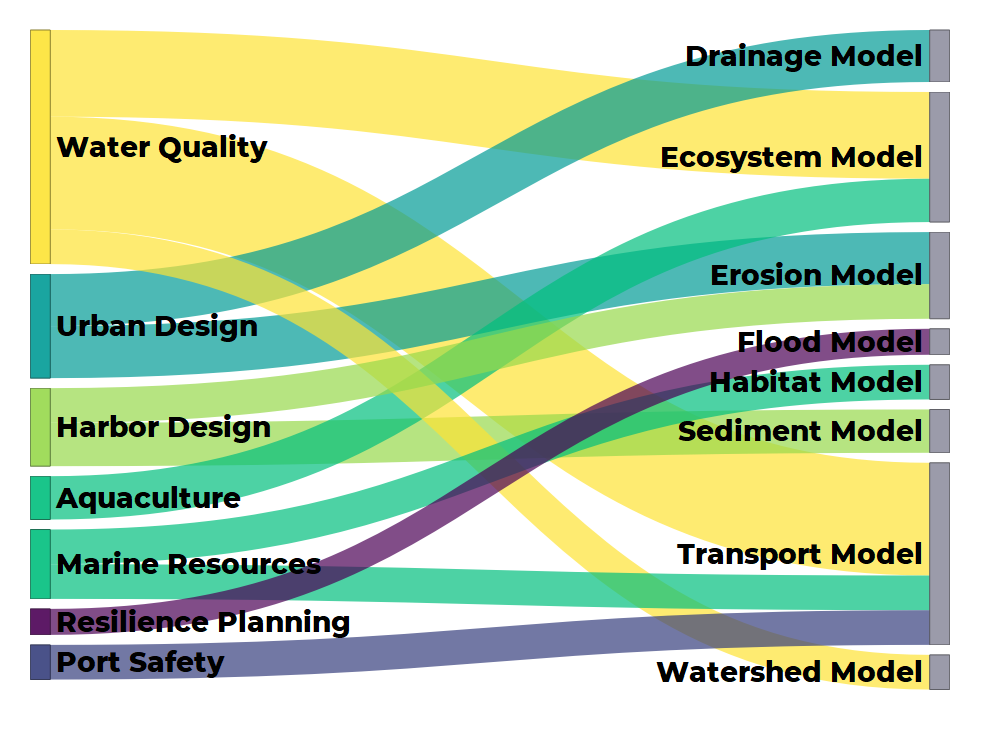 Water Quality
Urban Design
Harbor Design
Aquaculture
Marine Resources
Resilience Planning
Port Safety
Drainage Model
Ecosystem Model
Erosion Model
Flood Model
Habitat Model
Sediment Model
Transport Model
Watershed Model